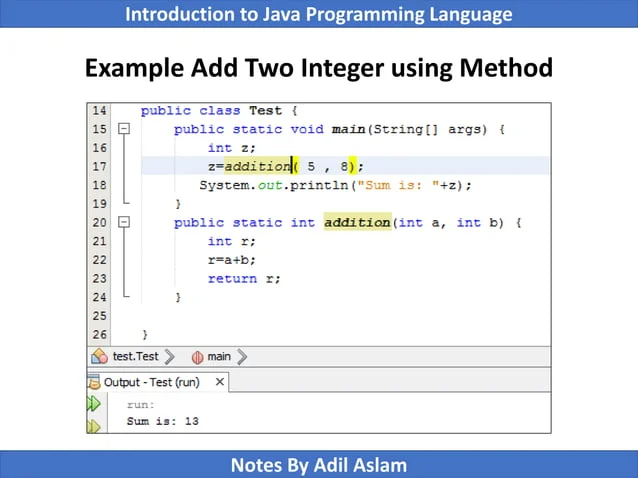 Introduction to Java Programming Language
Example Add Two Integer using Method
14 public class Test {
15 public static void main(String[] args) {
16 int z;
17 z=addition( 5 , 8);
18 System.out.println("Sum is: "+z);
19 }
20 public static int addition(int a, int b) {
21 int r;
22 r=a+b;
23 return r;
24 }
25
26 }
test.Test main
Output - Test (run)
run:
Sum is: 13
Notes By Adil Aslam